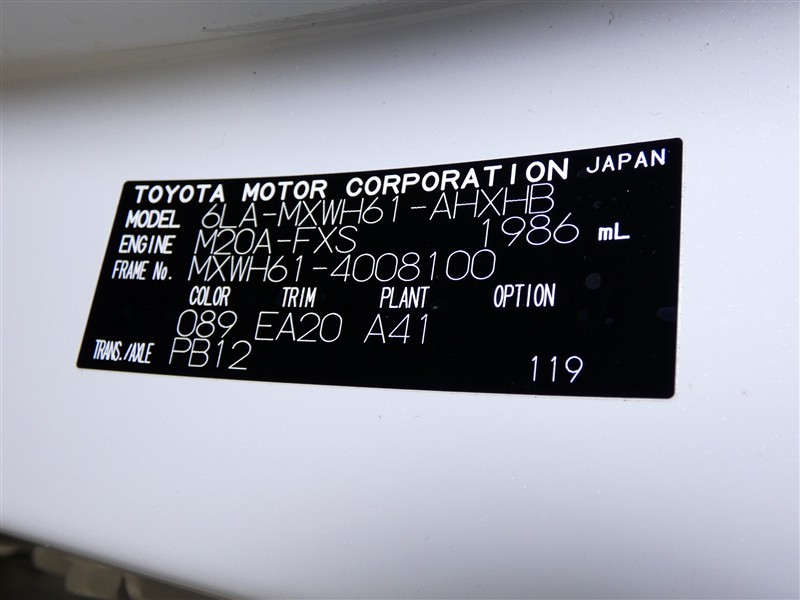 TOYOTA MOTOR CORPORATION JAPAN
MODEL 6LA-MXWH61-AHXHB
ENGINE M20A-FXS 1986 mL
FRAME No. MXWH61-4008100
COLOR TRIM PLANT OPTION
089 EA20 A41
TRANS./AXLE PB12 119